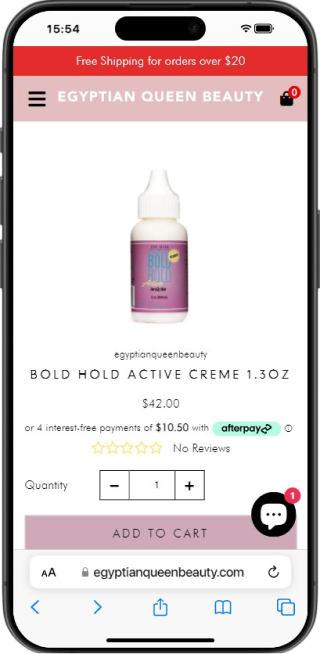 15:54
Free Shipping for orders over $20
EGYPTIAN QUEEN BEAUTY
0
BOLD
HOLD
egyptianqueenbeauty
BOLD HOLD ACTIVE CREME 1.3OZ
$42.00
or 4 interest-free payments of $10.50 with afterpay
No Reviews
Quantity
1
1
ADD TO CART
AA egyptianqueenbeauty.com